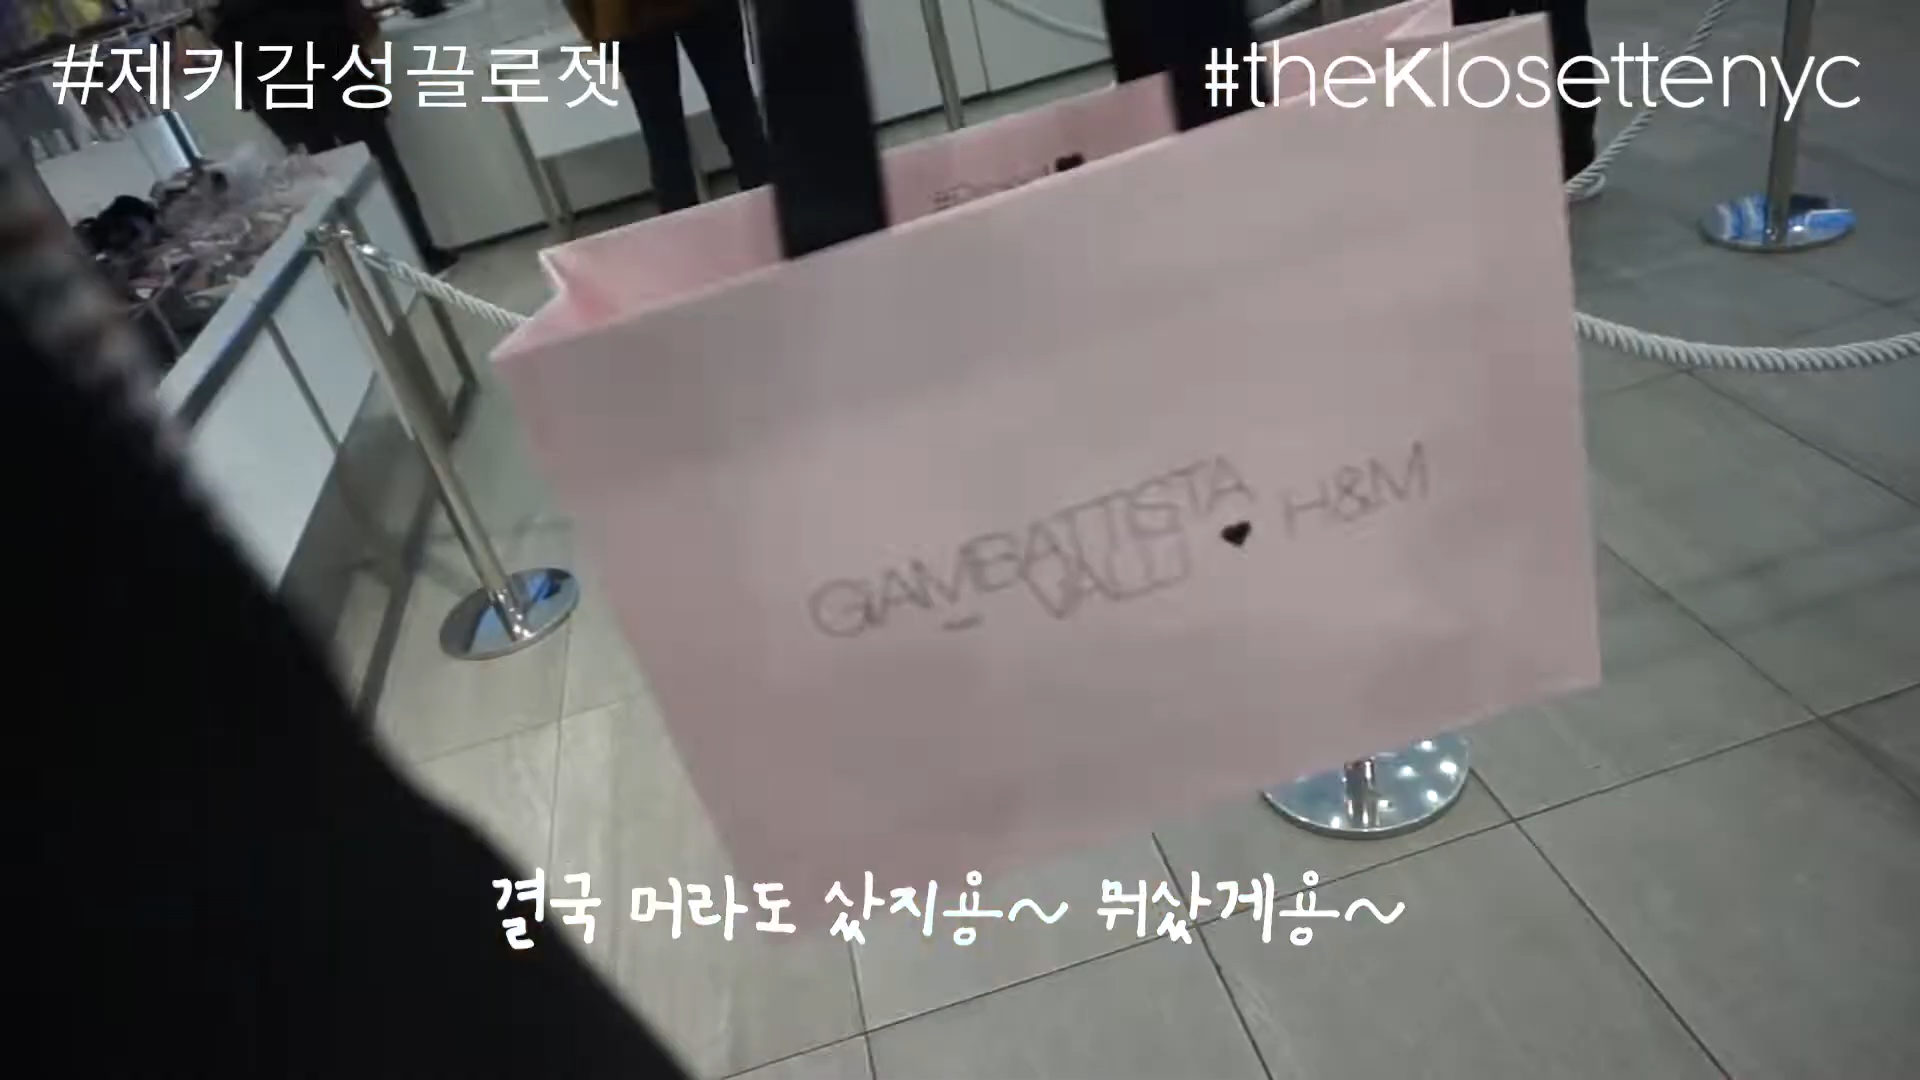 #제키감성끌로젯
#theKlosettenyc
GIAMBATTISTA
VALLI
♥ H&M
결국 머라도 샀지용~ 뭐샀게용~